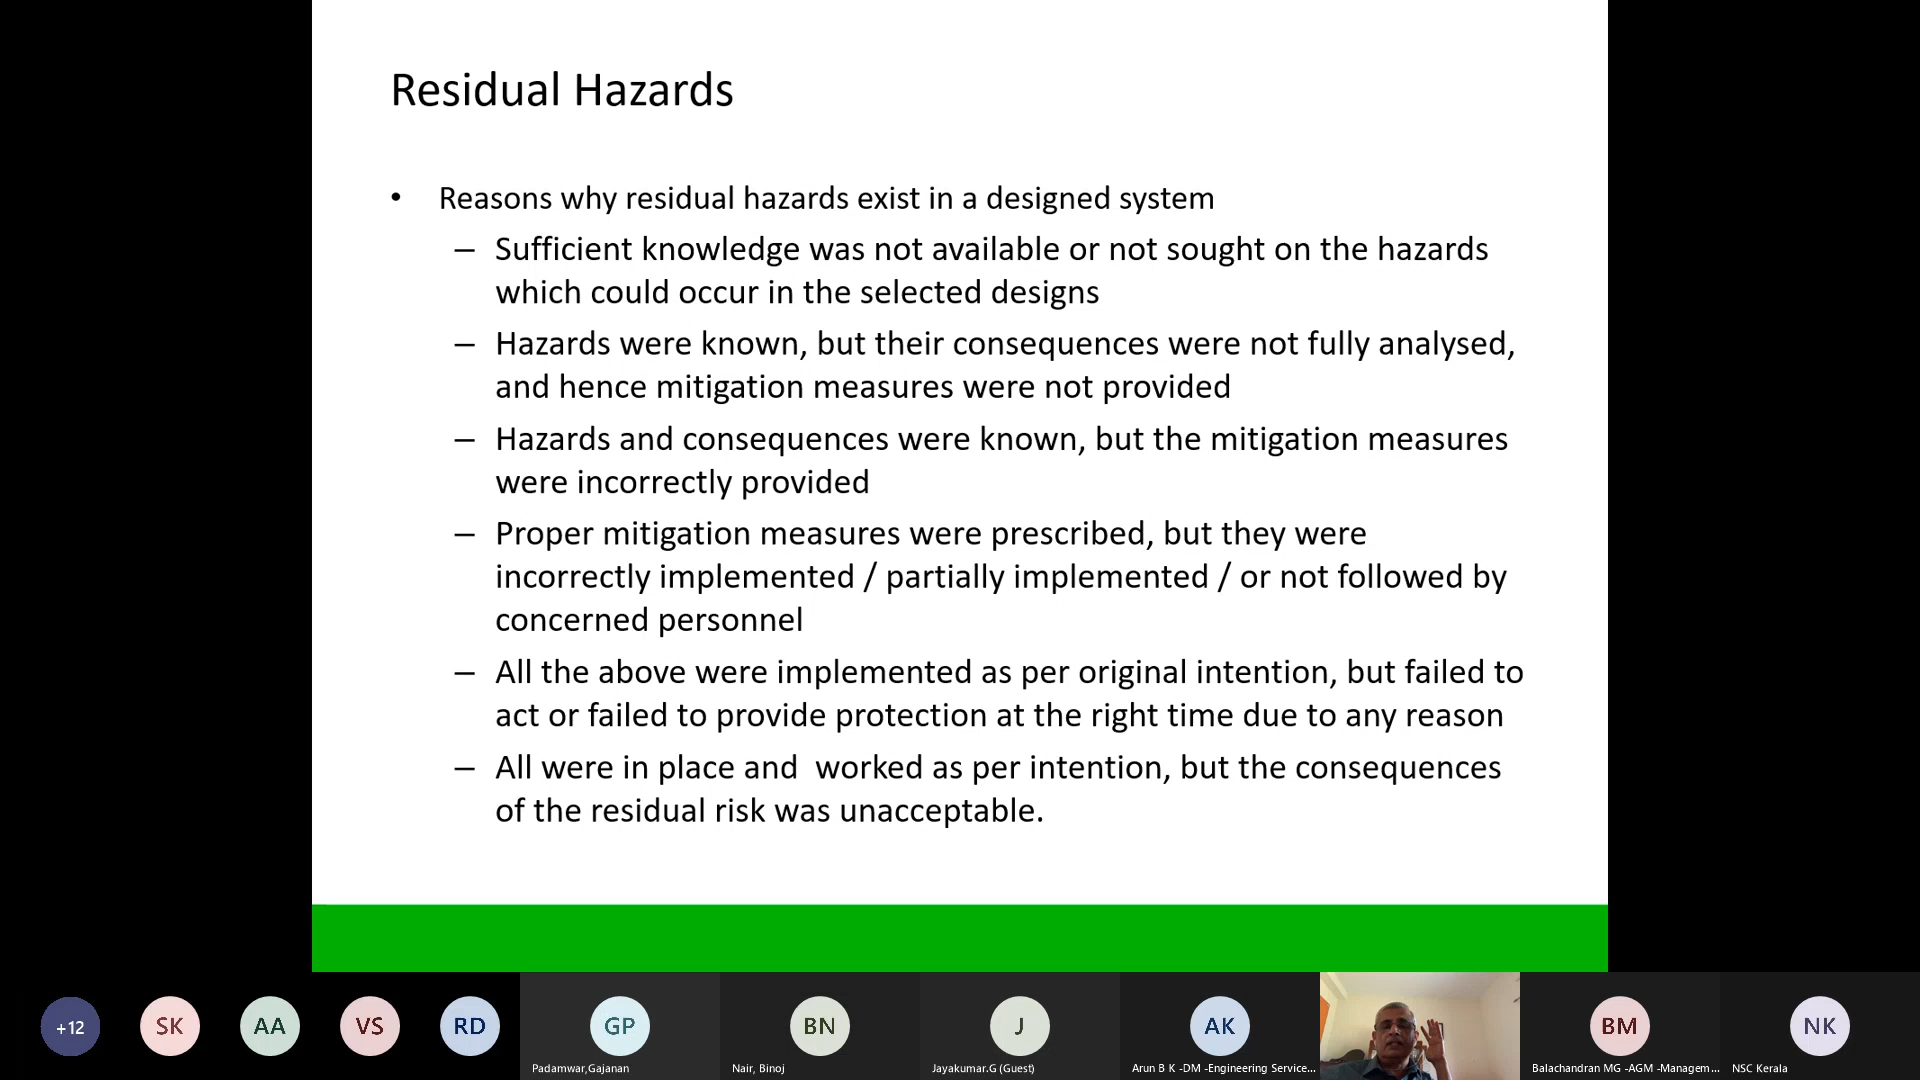 Residual Hazards
• Reasons why residual hazards exist in a designed system
– Sufficient knowledge was not available or not sought on the hazards
which could occur in the selected designs
– Hazards were known, but their consequences were not fully analysed,
and hence mitigation measures were not provided
– Hazards and consequences were known, but the mitigation measures
were incorrectly provided
– Proper mitigation measures were prescribed, but they were
incorrectly implemented / partially implemented / or not followed by
concerned personnel
– All the above were implemented as per original intention, but failed to
act or failed to provide protection at the right time due to any reason
– All were in place and  worked as per intention, but the consequences
of the residual risk was unacceptable.
+12 SK AA VS RD GP BN J AK BM NK
Padamwar,Gajanan Nair, Binoj Jayakumar.G (Guest) Arun B K -DM -Engineering Service... Balachandran MG -AGM -Managem... NSC Kerala